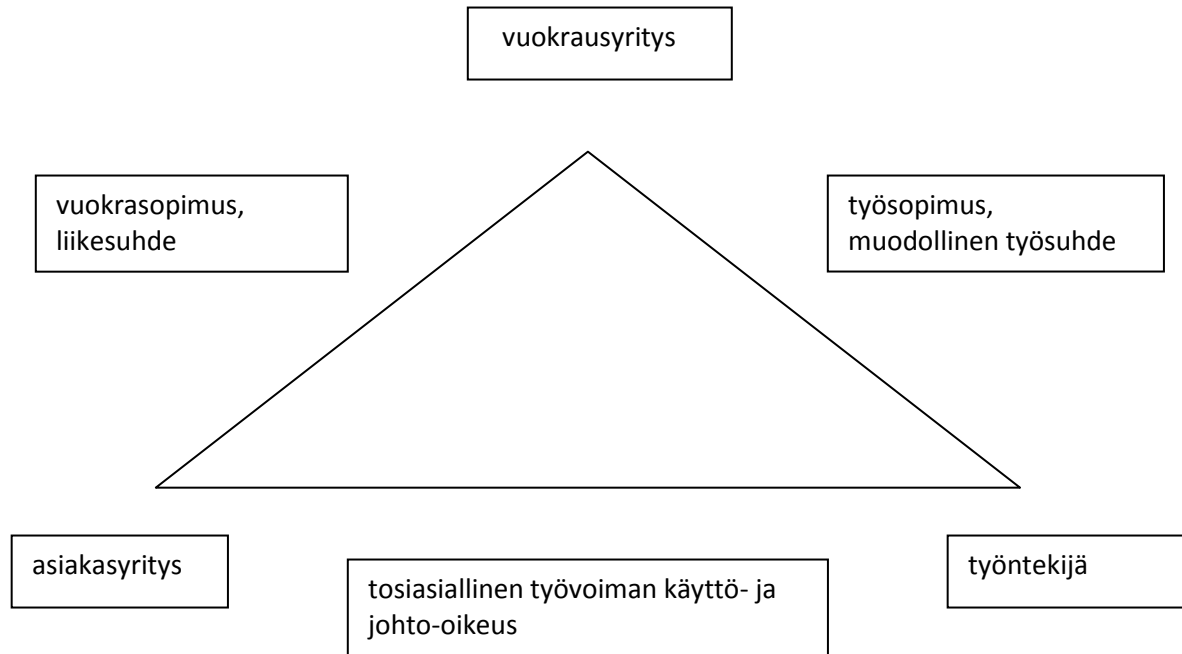 vuokrausyritys
vuokrasopimus,
liikesuhde
työsopimus,
muodollinen työsuhde
asiakasyritys
tosiasiallinen työvoiman käyttö- ja
johto-oikeus
työntekijä